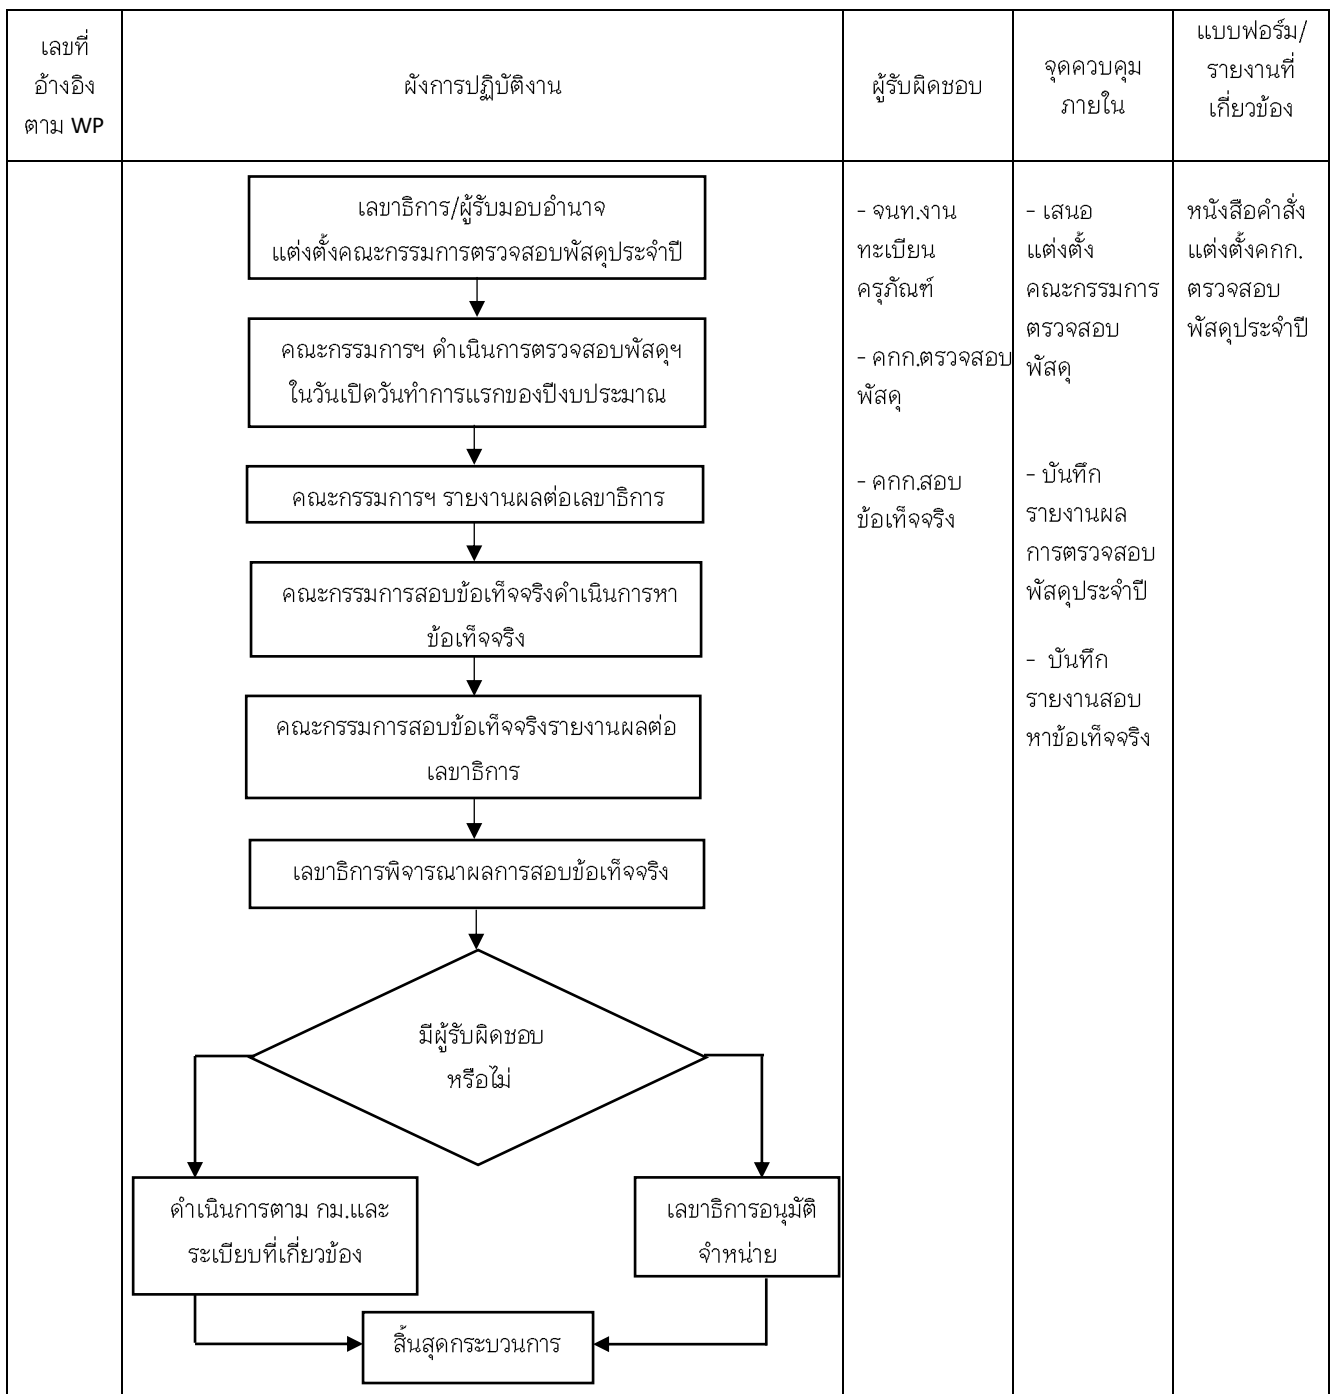 เลขที่
อ้างอิง
ตาม WP
ผังการปฏิบัติงาน
ผู้รับผิดชอบ
จุดควบคุม
ภายใน
แบบฟอร์ม/
รายงานที่
เกี่ยวข้อง
เลขาธิการ/ผู้รับมอบอำนาจ
แต่งตั้งคณะกรรมการตรวจสอบพัสดุประจำปี
คณะกรรมการฯ ดำเนินการตรวจสอบพัสดุฯ
ในวันเปิดวันทำการแรกของปีงบประมาณ
คณะกรรมการฯ รายงานผลต่อเลขาธิการ
คณะกรรมการสอบข้อเท็จจริงดำเนินการหา
ข้อเท็จจริง
คณะกรรมการสอบข้อเท็จจริงรายงานผลต่อ
เลขาธิการ
เลขาธิการพิจารณาผลการสอบข้อเท็จจริง
มีผู้รับผิดชอบ
หรือไม่
ดำเนินการตาม กม.และ
ระเบียบที่เกี่ยวข้อง
เลขาธิการอนุมัติ
จำหน่าย
สิ้นสุดกระบวนการ
- จนท.งาน
ทะเบียน
ครุภัณฑ์
- คกก.ตรวจสอบ
พัสดุ
- คกก.สอบ
ข้อเท็จจริง
- เสนอ
แต่งตั้ง
คณะกรรมการ
ตรวจสอบ
พัสดุ
- บันทึก
รายงานผล
การตรวจสอบ
พัสดุประจำปี
- บันทึก
รายงานสอบ
หาข้อเท็จจริง
หนังสือคำสั่ง
แต่งตั้งคกก.
ตรวจสอบ
พัสดุประจำปี